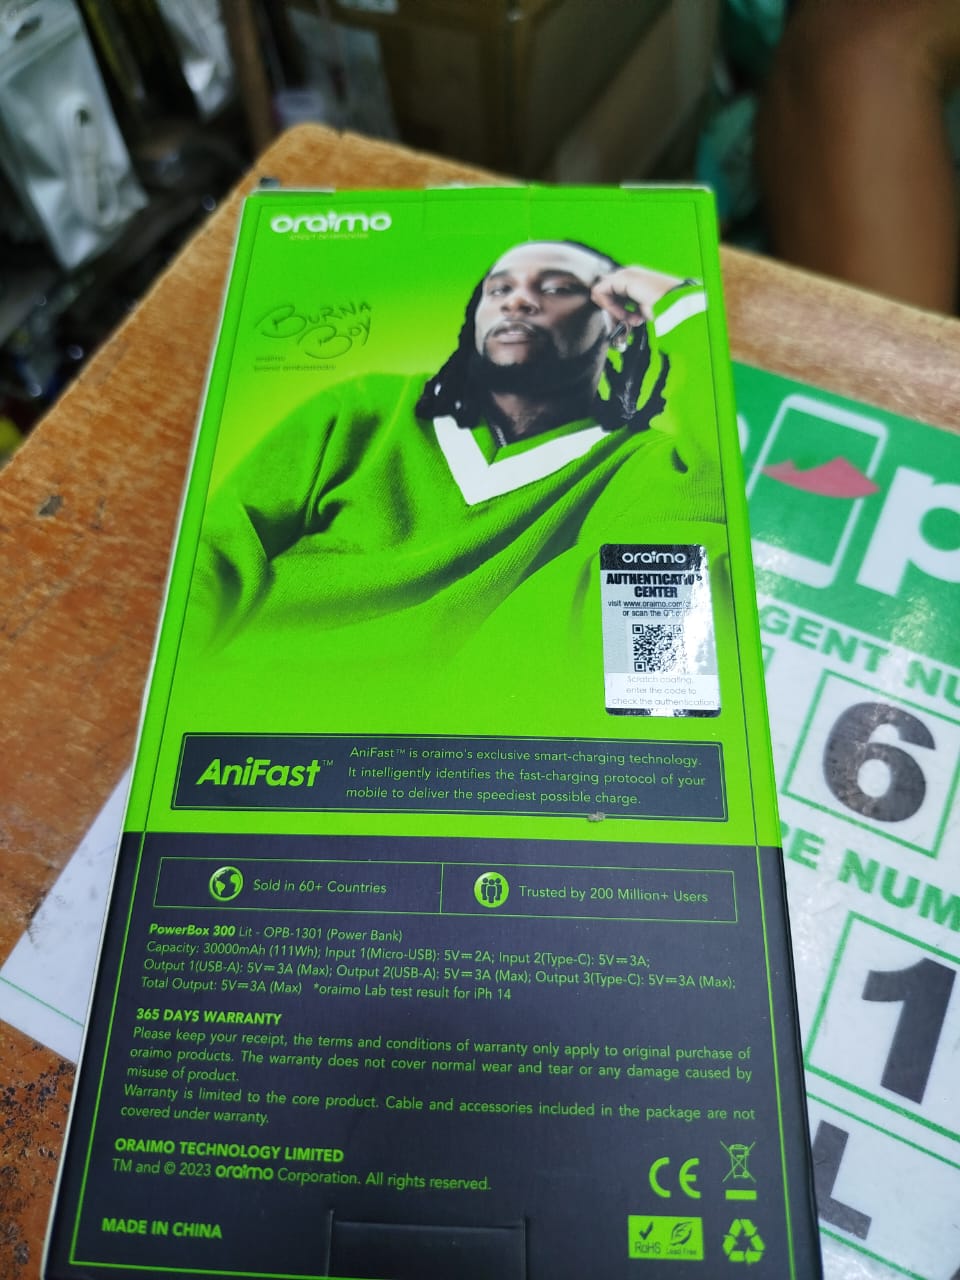 oraimo
BURNA
BOY
oraimo
brand ambassador
oraimo
AUTHENTICATION
CENTER
visit www.oraimo.com/
or scan the QR
Scratch coating,
enter the code to
check the authentication
AniFast™
AniFast™ is oraimo's exclusive smart-charging technology.
It intelligently identifies the fast-charging protocol of your
mobile to deliver the speediest possible charge.
Sold in 60+ Countries
Trusted by 200 Million+ Users
PowerBox 300 Lit - OPB-1301 (Power Bank)
Capacity: 30000mAh (111Wh); Input 1(Micro-USB): 5V⎓2A; Input 2(Type-C): 5V⎓3A;
Output 1(USB-A): 5V⎓3A (Max); Output 2(USB-A): 5V⎓3A (Max); Output 3(Type-C): 5V⎓3A (Max);
Total Output: 5V⎓3A (Max) *oraimo Lab test result for iPh 14
365 DAYS WARRANTY
Please keep your receipt, the terms and conditions of warranty only apply to original purchase of
oraimo products. The warranty does not cover normal wear and tear or any damage caused by
misuse of product.
Warranty is limited to the core product. Cable and accessories included in the package are not
covered under warranty.
ORAIMO TECHNOLOGY LIMITED
TM and © 2023 oraimo Corporation. All rights reserved.
MADE IN CHINA
CE
RoHS Lead Free
p
GENT NU
6
RE NUM
1
L